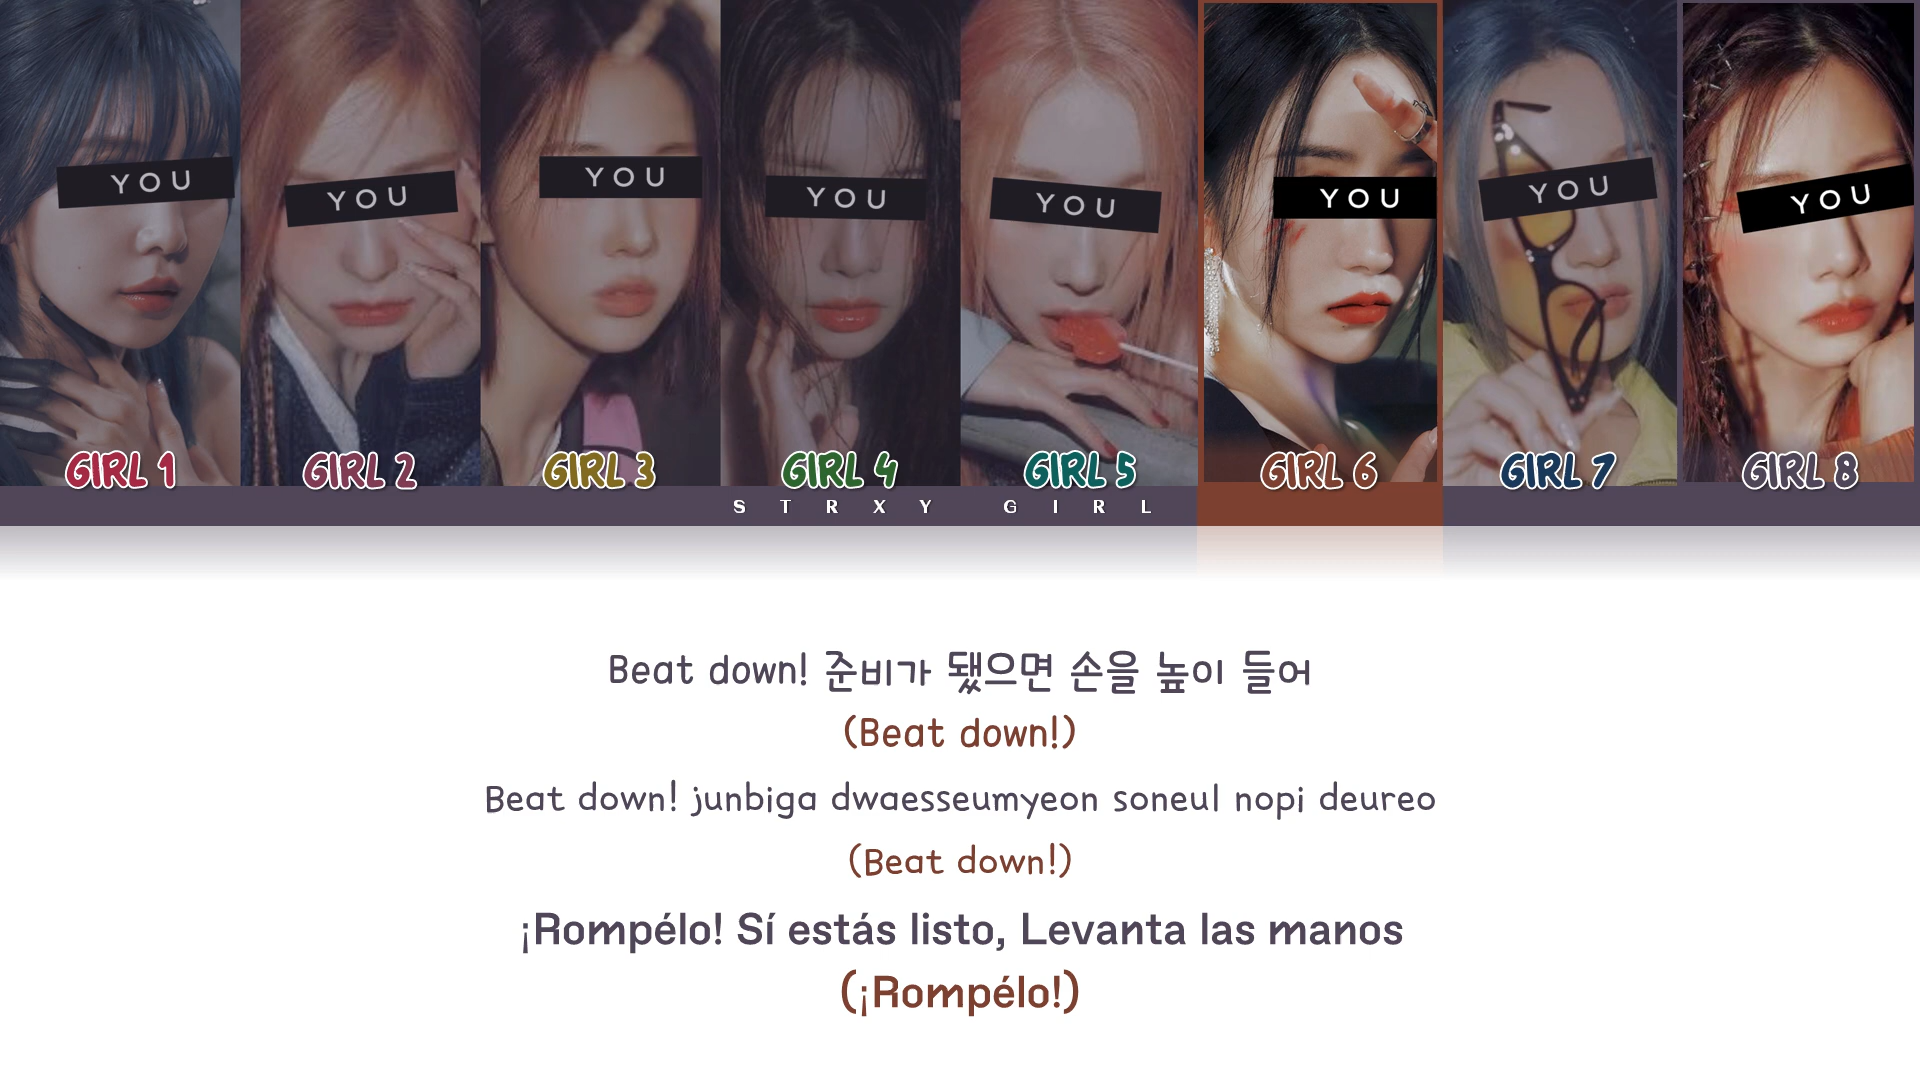 YOU
YOU
YOU
YOU
YOU
YOU
YOU
YOU
GIRL 1
GIRL 2
GIRL 3
GIRL 4
GIRL 5
GIRL 6
GIRL 7
GIRL 8
STRXY GIRL
Beat down! 준비가 됐으면 손을 높이 들어
(Beat down!)
Beat down! junbiga dwaesseumyeon soneul nopi deureo
(Beat down!)
¡Rompélo! Sí estás listo, Levanta las manos
(¡Rompélo!)